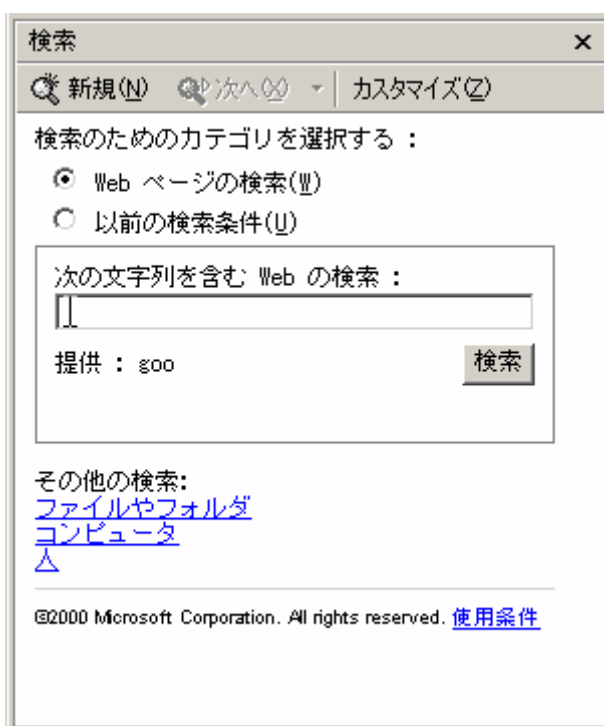 検索
新規(N) 次へ(X) カスタマイズ(Z)
検索のためのカテゴリを選択する :
Web ページの検索(W)
以前の検索条件(U)
次の文字列を含む Web の検索 :
提供 : goo 検索
その他の検索:
ファイルやフォルダ
コンピュータ
人
©2000 Microsoft Corporation. All rights reserved. 使用条件